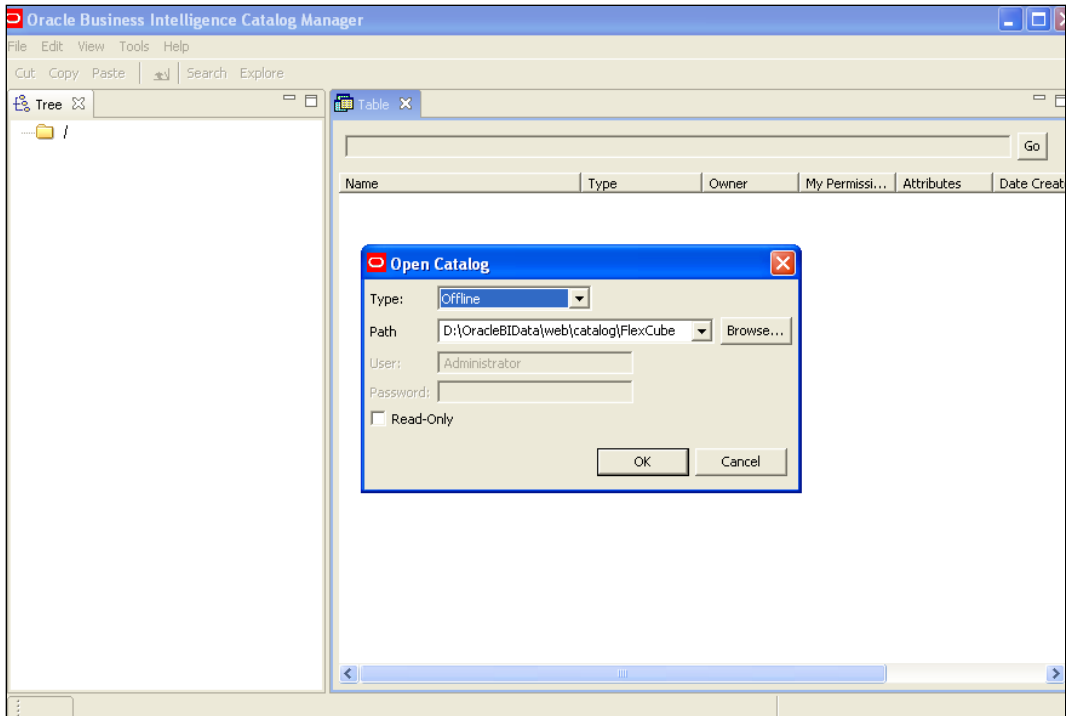 Oracle Business Intelligence Catalog Manager
File Edit View Tools Help
Cut Copy Paste Search Explore
Tree
Table
/
Go
Name Type Owner My Permissi... Attributes Date Creat
Open Catalog
Type: Offline
Path D:\OracleBIData\web\catalog\FlexCube Browse...
User: Administrator
Password:
Read-Only
OK Cancel